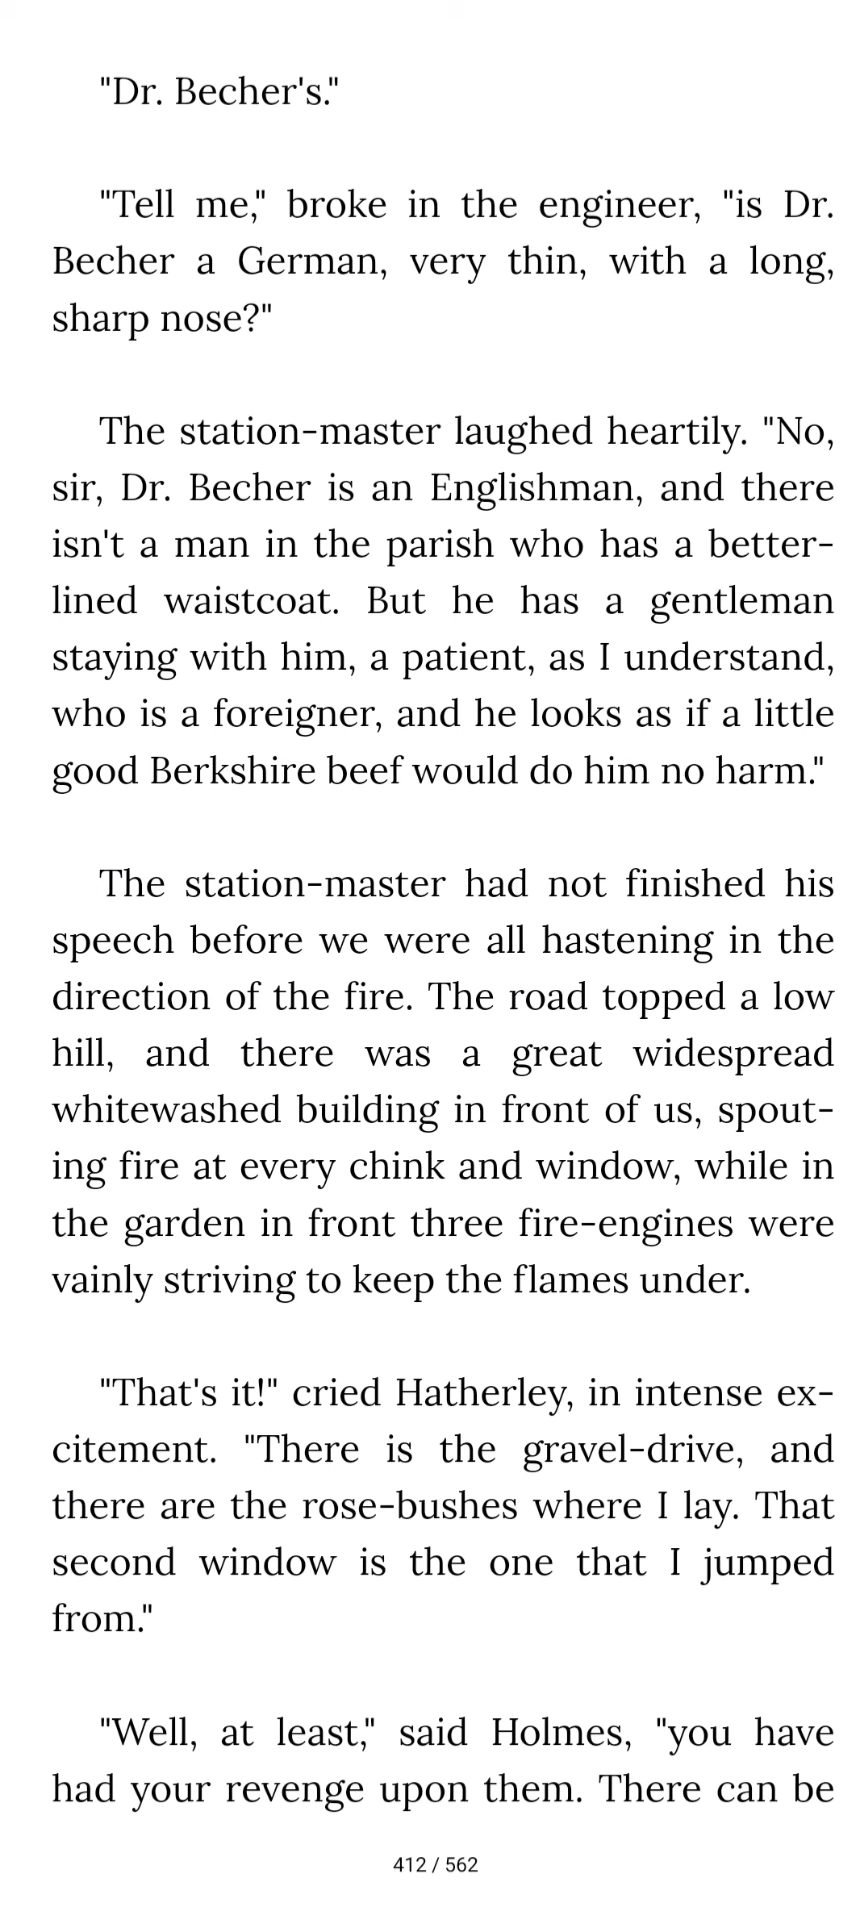 "Dr. Becher's."
"Tell me," broke in the engineer, "is Dr.
Becher a German, very thin, with a long,
sharp nose?"
The station-master laughed heartily. "No,
sir, Dr. Becher is an Englishman, and there
isn't a man in the parish who has a better-
lined waistcoat. But he has a gentleman
staying with him, a patient, as I understand,
who is a foreigner, and he looks as if a little
good Berkshire beef would do him no harm."
The station-master had not finished his
speech before we were all hastening in the
direction of the fire. The road topped a low
hill, and there was a great widespread
whitewashed building in front of us, spout-
ing fire at every chink and window, while in
the garden in front three fire-engines were
vainly striving to keep the flames under.
"That's it!" cried Hatherley, in intense ex-
citement. "There is the gravel-drive, and
there are the rose-bushes where I lay. That
second window is the one that I jumped
from."
"Well, at least," said Holmes, "you have
had your revenge upon them. There can be
412 / 562